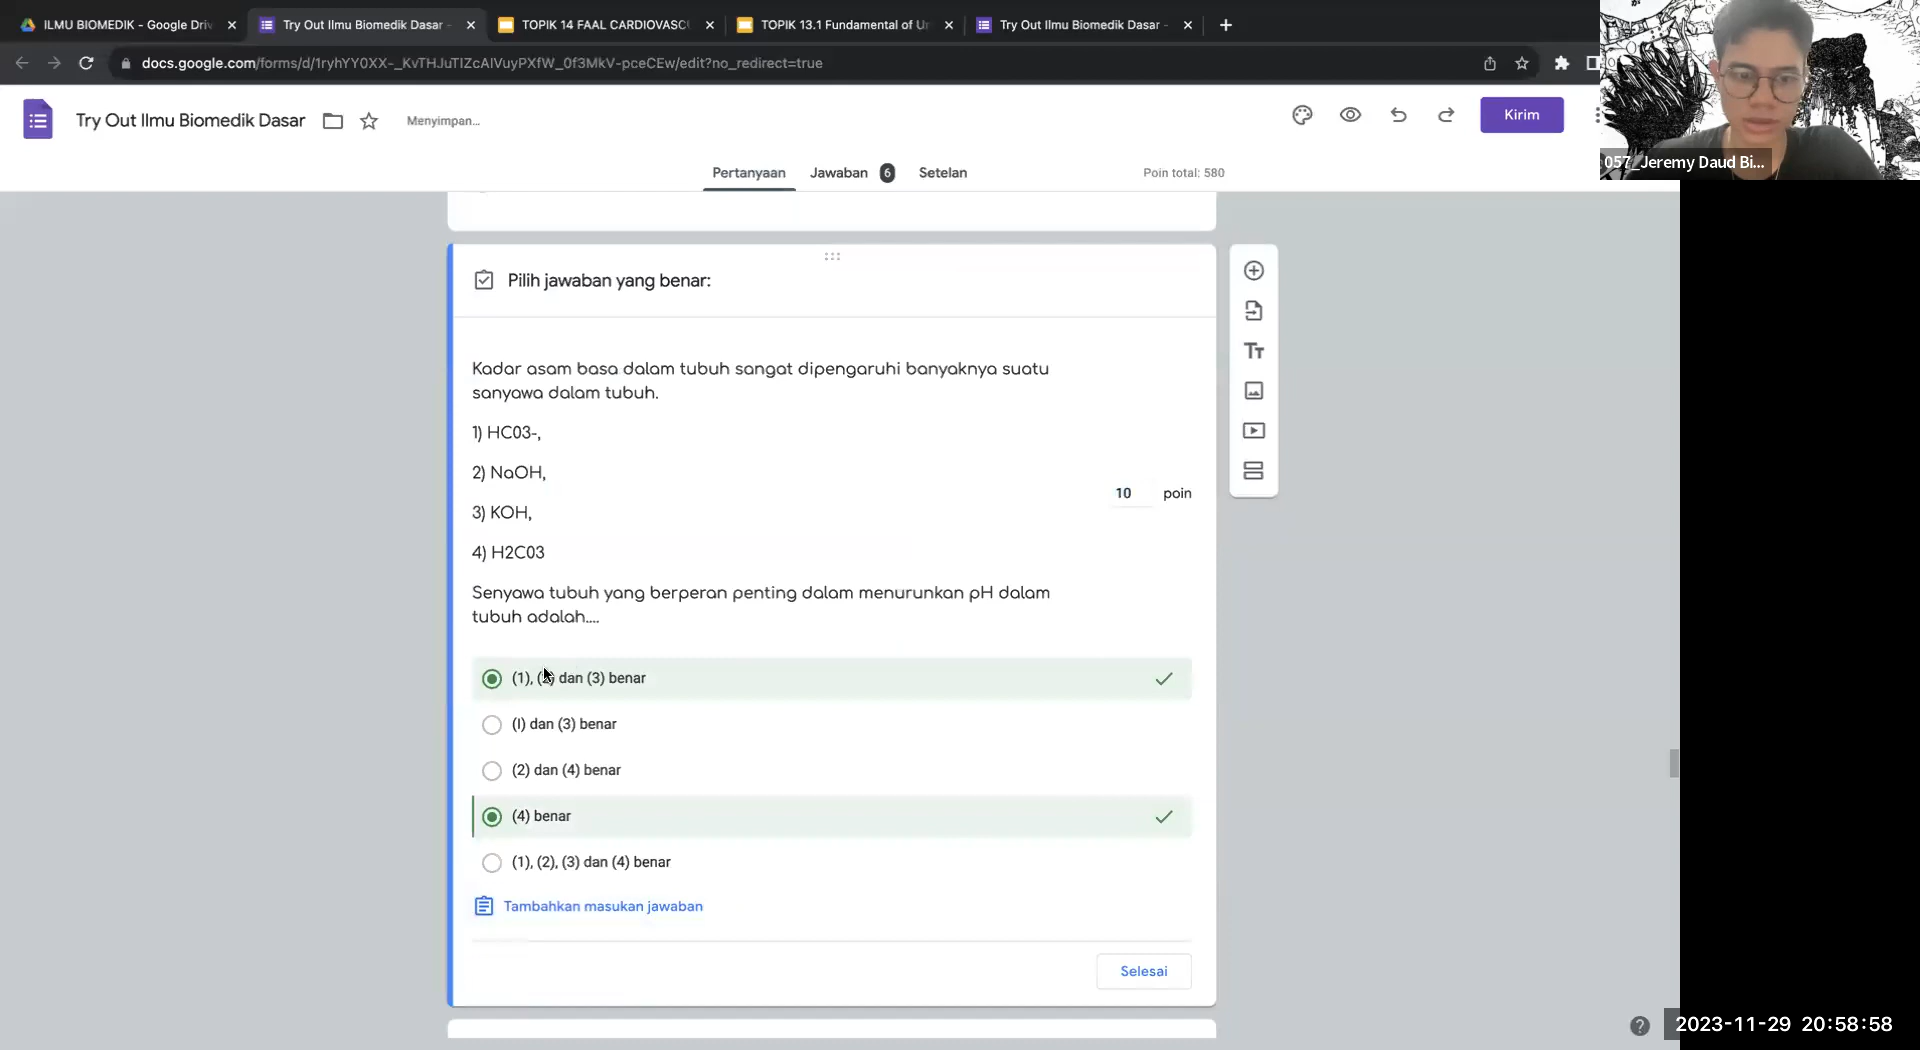 ILMU BIOMEDIK - Google Driv
Try Out Ilmu Biomedik Dasar -
TOPIK 14 FAAL CARDIOVASCU
TOPIK 13.1 Fundamental of Ur
Try Out Ilmu Biomedik Dasar -
docs.google.com/forms/d/1ryhYY0XX-_KvTHJuTIZcAlVuyPXfW_0f3MkV-pceCEw/edit?no_redirect=true
Try Out Ilmu Biomedik Dasar
Menyimpan...
Kirim
057_Jeremy Daud Bi...
Pertanyaan
Jawaban 6
Setelan
Poin total: 580
Pilih jawaban yang benar:
Kadar asam basa dalam tubuh sangat dipengaruhi banyaknya suatu
sanyawa dalam tubuh.
1) HC03-,
2) NaOH,
3) KOH,
4) H2C03
10 poin
Senyawa tubuh yang berperan penting dalam menurunkan pH dalam
tubuh adalah....
(1), (2) dan (3) benar
(I) dan (3) benar
(2) dan (4) benar
(4) benar
(1), (2), (3) dan (4) benar
Tambahkan masukan jawaban
Selesai
2023-11-29 20:58:58